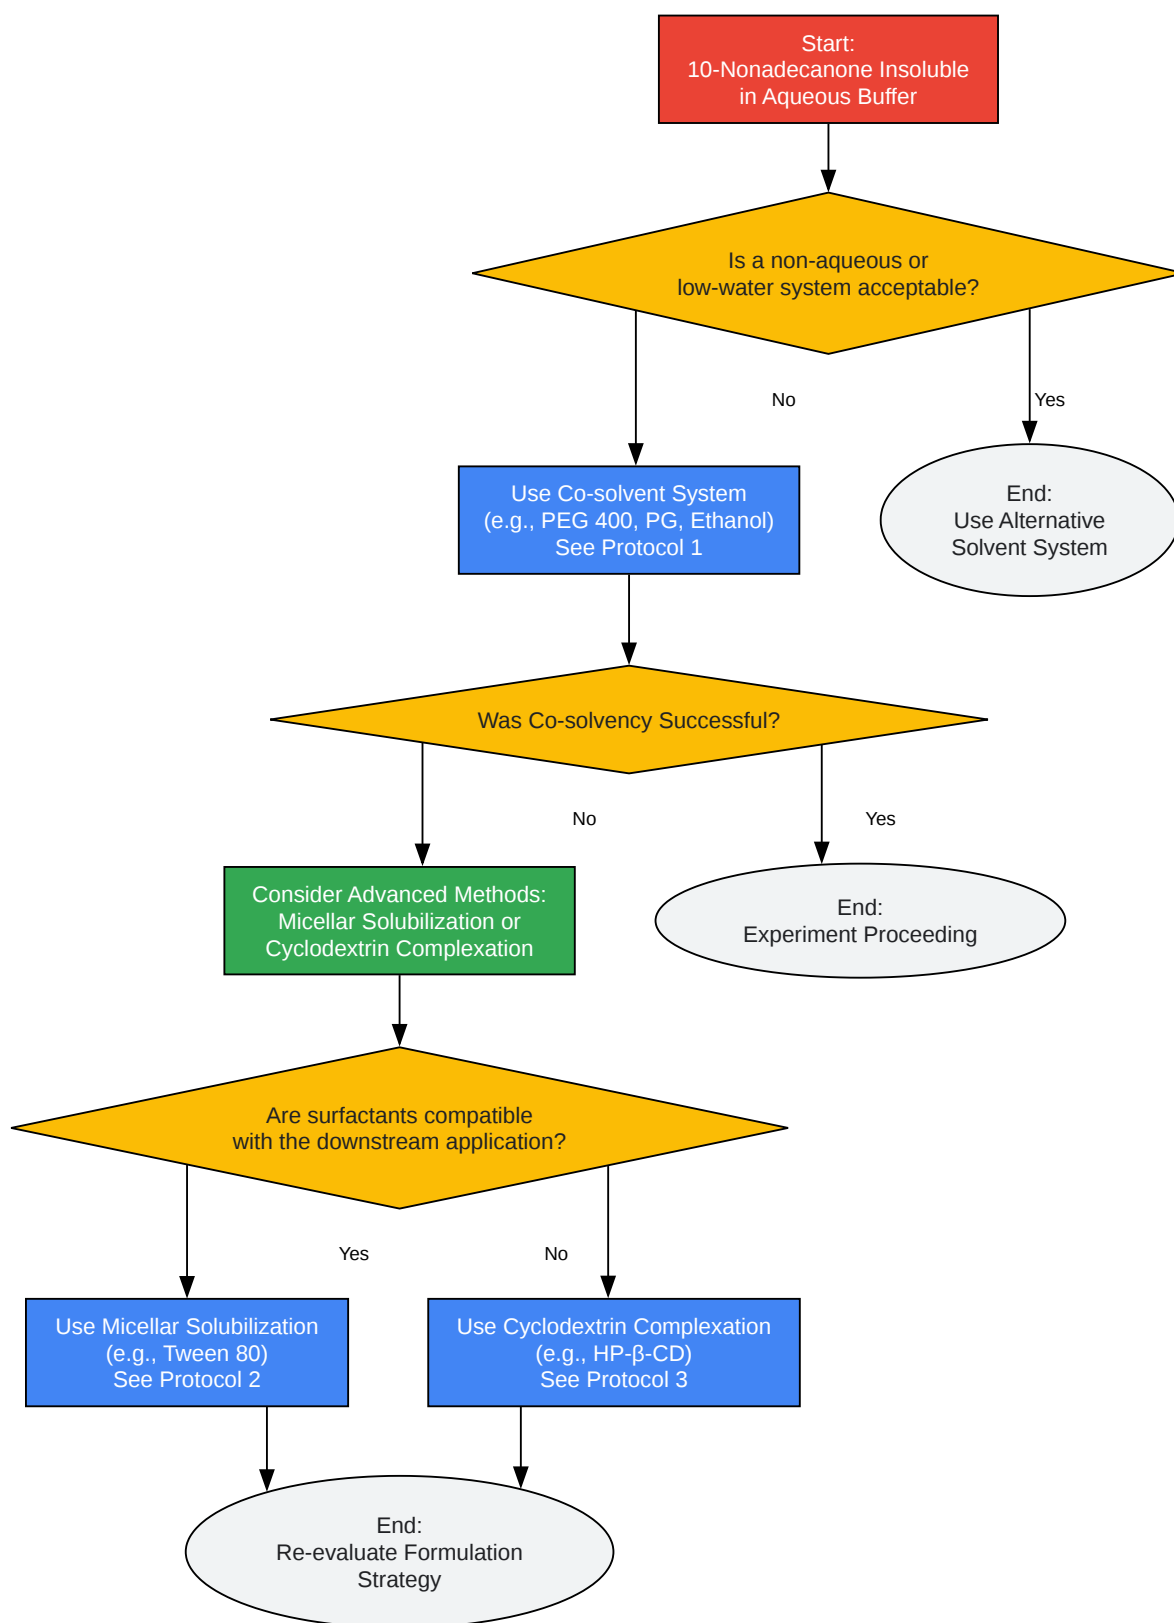 Start:
10-Nonadecanone Insoluble
in Aqueous Buffer
Is a non-aqueous or
low-water system acceptable?
No
Yes
Use Co-solvent System
(e.g., PEG 400, PG, Ethanol)
See Protocol 1
End:
Use Alternative
Solvent System
Was Co-solvency Successful?
No
Yes
Consider Advanced Methods:
Micellar Solubilization or
Cyclodextrin Complexation
End:
Experiment Proceeding
Are surfactants compatible
with the downstream application?
Yes
No
Use Micellar Solubilization
(e.g., Tween 80)
See Protocol 2
Use Cyclodextrin Complexation
(e.g., HP-β-CD)
See Protocol 3
End:
Re-evaluate Formulation
Strategy